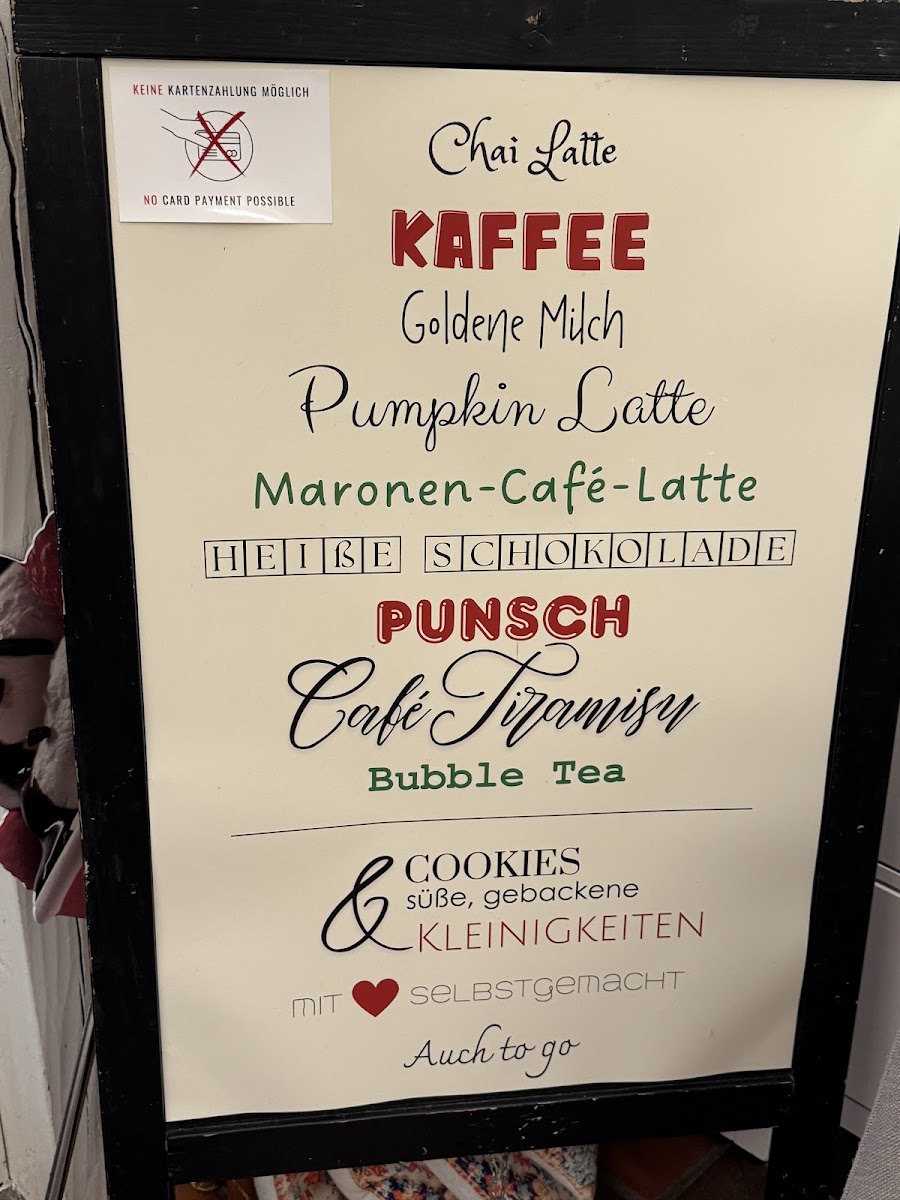 KEINE KARTENZAHLUNG MÖGLICH
NO CARD PAYMENT POSSIBLE
Chai Latte
KAFFEE
Goldene Milch
Pumpkin Latte
Maronen-Café-Latte
HEIßE SCHOKOLADE
PUNSCH
Café Tiramisu
Bubble Tea
& COOKIES
süße, gebackene
KLEINIGKEITEN
MIT ♥ SELBSTGEMACHT
Auch to go